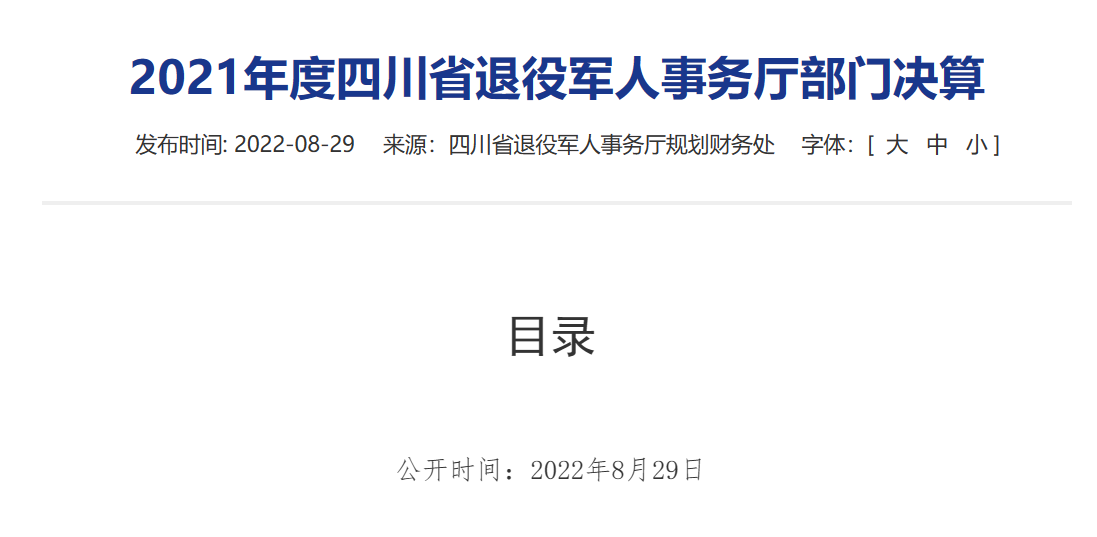 2021年度四川省退役军人事务厅部门决算
发布时间: 2022-08-29 来源：四川省退役军人事务厅规划财务处 字体：[ 大 中 小 ]
目录
公开时间：2022年8月29日